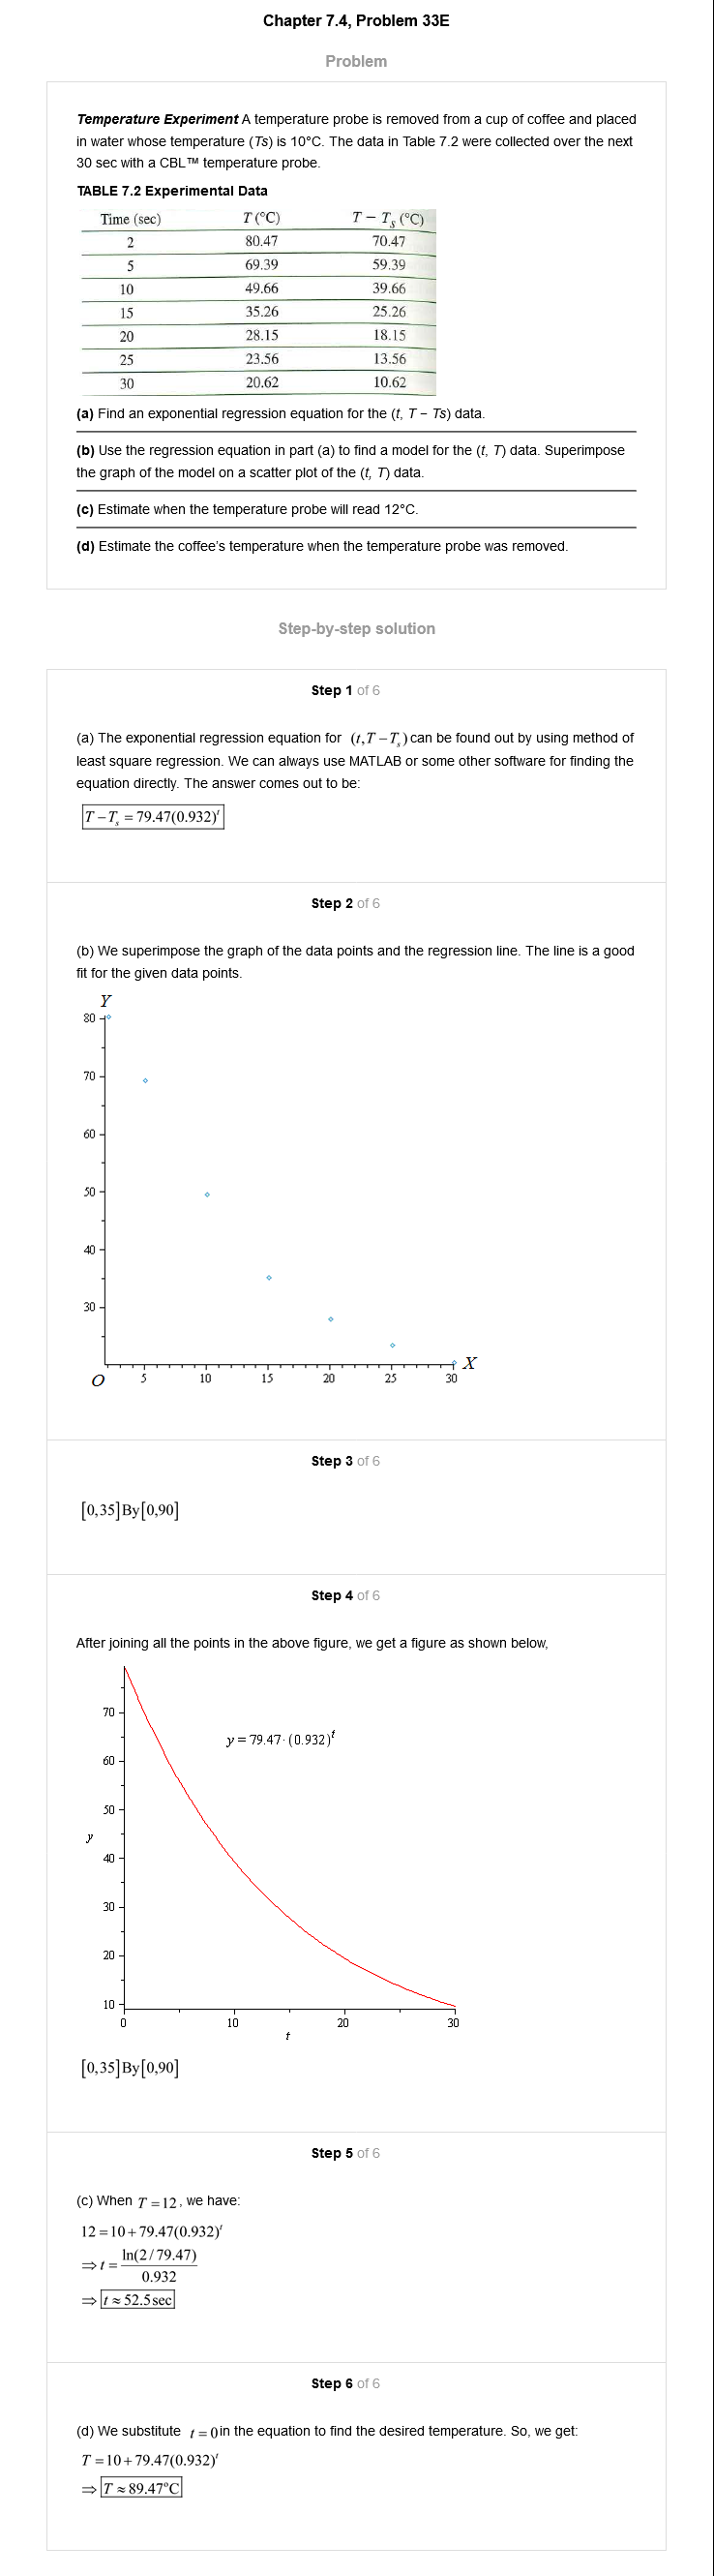 Chapter 7.4, Problem 33E
Problem
Temperature Experiment A temperature probe is removed from a cup of coffee and placed
in water whose temperature (Ts) is 10°C. The data in Table 7.2 were collected over the next
30 sec with a CBL™ temperature probe.
TABLE 7.2 Experimental Data
Time (sec) T (°C) T − Ts (°C)
2 80.47 70.47
5 69.39 59.39
10 49.66 39.66
15 35.26 25.26
20 28.15 18.15
25 23.56 13.56
30 20.62 10.62
(a) Find an exponential regression equation for the (t, T − Ts) data.
(b) Use the regression equation in part (a) to find a model for the (t, T) data. Superimpose
the graph of the model on a scatter plot of the (t, T) data.
(c) Estimate when the temperature probe will read 12°C.
(d) Estimate the coffee's temperature when the temperature probe was removed.
Step-by-step solution
Step 1 of 6
(a) The exponential regression equation for (t, T − Ts) can be found out by using method of
least square regression. We can always use MATLAB or some other software for finding the
equation directly. The answer comes out to be:
T − Ts = 79.47(0.932)^t
Step 2 of 6
(b) We superimpose the graph of the data points and the regression line. The line is a good
fit for the given data points.
Y
80
70
60
50
40
30
X
O 5 10 15 20 25 30
Step 3 of 6
[0,35] By [0,90]
Step 4 of 6
After joining all the points in the above figure, we get a figure as shown below,
70
y = 79.47·(0.932)^t
60
50
y
40
30
20
10
0 10 20 30
t
[0,35] By [0,90]
Step 5 of 6
(c) When T = 12, we have:
12 = 10 + 79.47(0.932)^t
⇒ t = ln(2/79.47)
0.932
⇒ t ≈ 52.5 sec
Step 6 of 6
(d) We substitute t = 0 in the equation to find the desired temperature. So, we get:
T = 10 + 79.47(0.932)^t
⇒ T ≈ 89.47°C